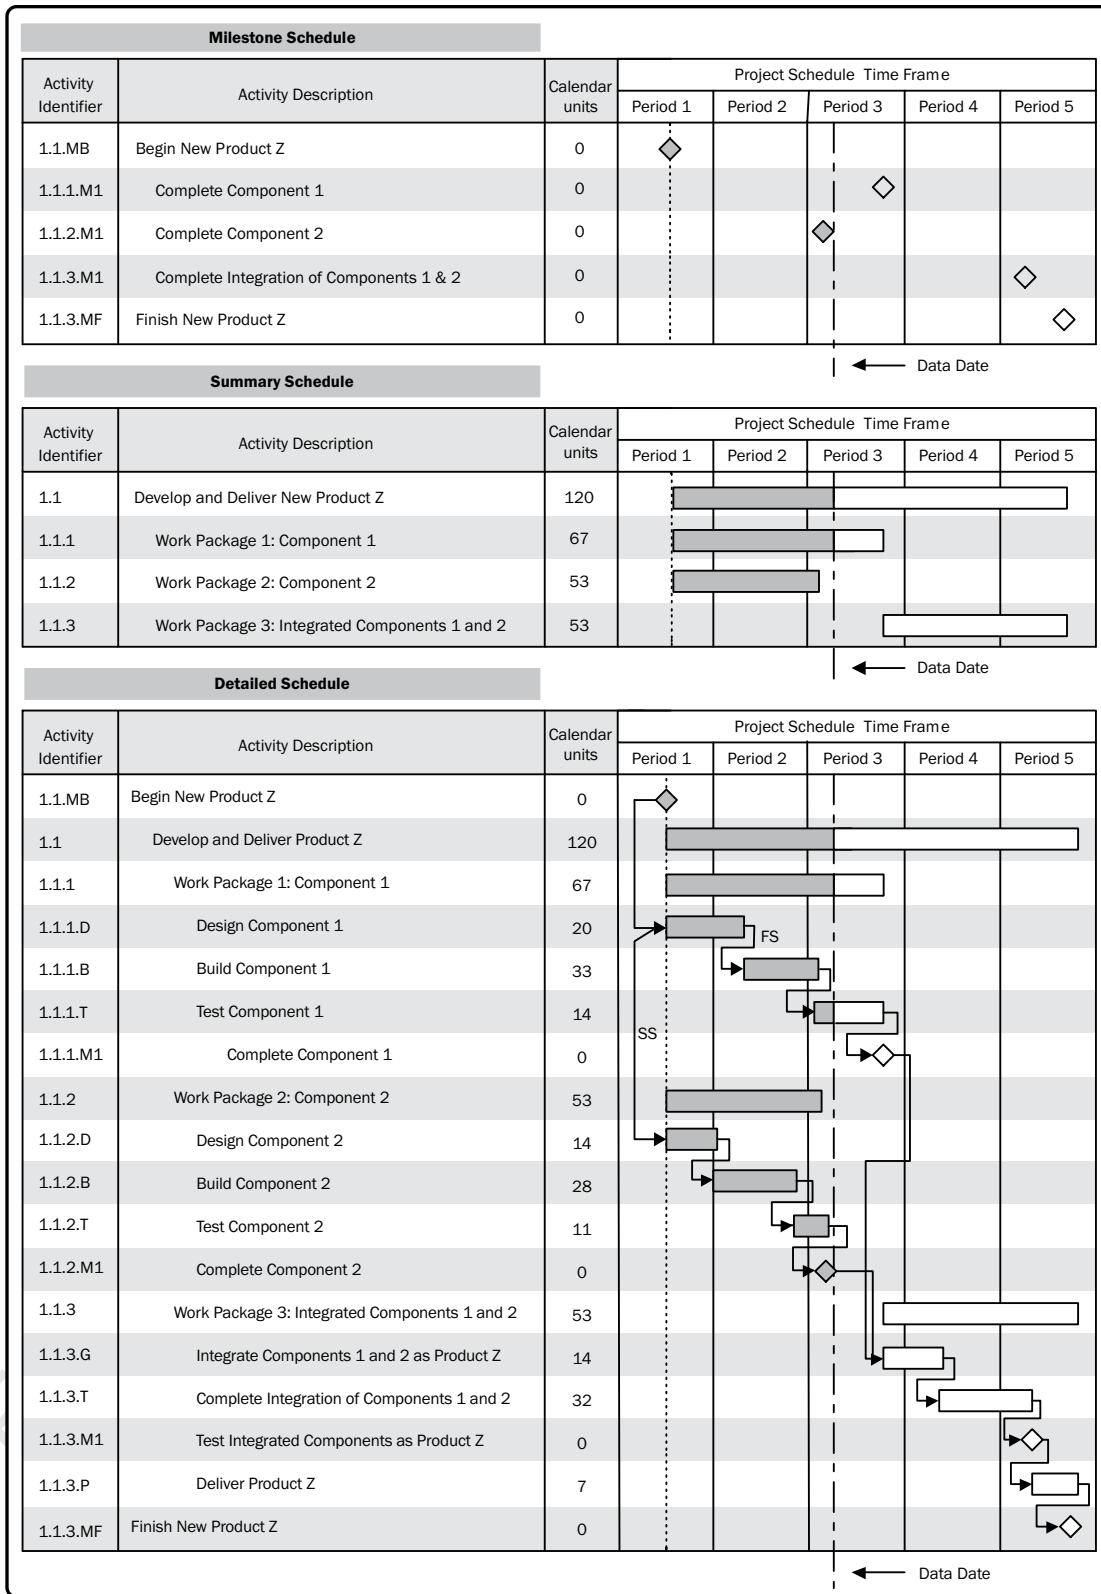 Milestone Schedule
Activity Identifier Activity Description Calendar units Project Schedule Time Frame
Period 1 Period 2 Period 3 Period 4 Period 5
1.1.MB Begin New Product Z 0
1.1.1.M1 Complete Component 1 0
1.1.2.M1 Complete Component 2 0
1.1.3.M1 Complete Integration of Components 1 & 2 0
1.1.3.MF Finish New Product Z 0
Data Date
Summary Schedule
Activity Identifier Activity Description Calendar units Project Schedule Time Frame
Period 1 Period 2 Period 3 Period 4 Period 5
1.1 Develop and Deliver New Product Z 120
1.1.1 Work Package 1: Component 1 67
1.1.2 Work Package 2: Component 2 53
1.1.3 Work Package 3: Integrated Components 1 and 2 53
Data Date
Detailed Schedule
Activity Identifier Activity Description Calendar units Project Schedule Time Frame
Period 1 Period 2 Period 3 Period 4 Period 5
1.1.MB Begin New Product Z 0
1.1 Develop and Deliver Product Z 120
1.1.1 Work Package 1: Component 1 67
1.1.1.D Design Component 1 20
FS
1.1.1.B Build Component 1 33
1.1.1.T Test Component 1 14
SS
1.1.1.M1 Complete Component 1 0
1.1.2 Work Package 2: Component 2 53
1.1.2.D Design Component 2 14
1.1.2.B Build Component 2 28
1.1.2.T Test Component 2 11
1.1.2.M1 Complete Component 2 0
1.1.3 Work Package 3: Integrated Components 1 and 2 53
1.1.3.G Integrate Components 1 and 2 as Product Z 14
1.1.3.T Complete Integration of Components 1 and 2 32
1.1.3.M1 Test Integrated Components as Product Z 0
1.1.3.P Deliver Product Z 7
1.1.3.MF Finish New Product Z 0
Data Date